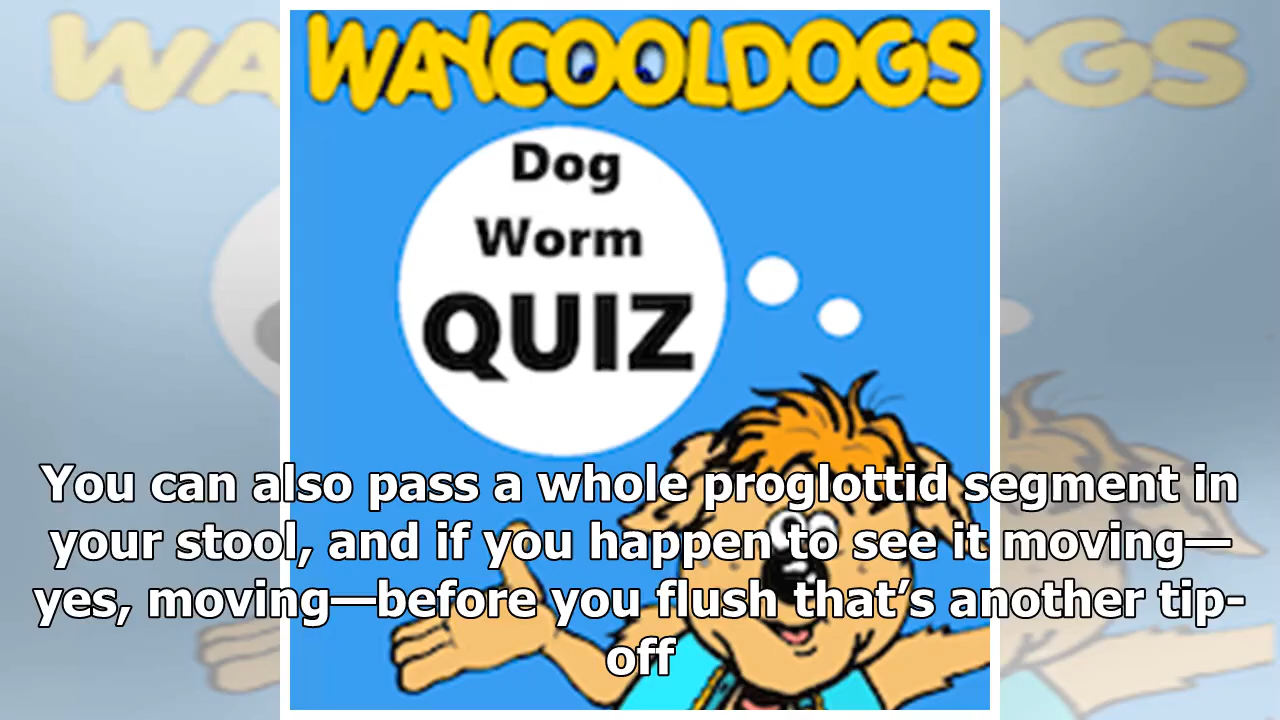 WAYCOOLDOGS
Dog
Worm
QUIZ
You can also pass a whole proglottid segment in
your stool, and if you happen to see it moving—
yes, moving—before you flush that’s another tip-
off